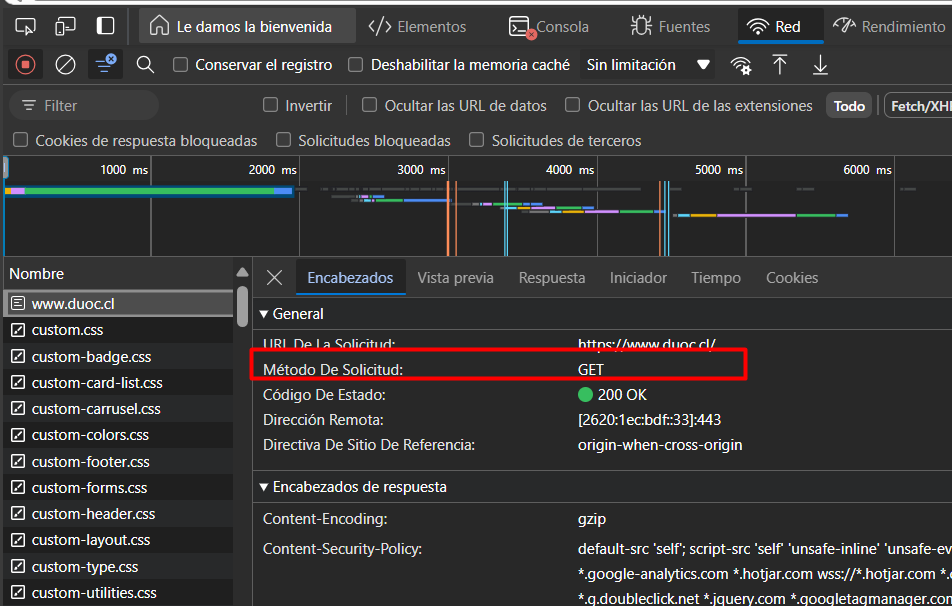 Le damos la bienvenida Elementos Consola Fuentes Red Rendimiento
Conservar el registro Deshabilitar la memoria caché Sin limitación
Filter Invertir Ocultar las URL de datos Ocultar las URL de las extensiones Todo Fetch/XH
Cookies de respuesta bloqueadas Solicitudes bloqueadas Solicitudes de terceros
1000 ms 2000 ms 3000 ms 4000 ms 5000 ms 6000 ms
Nombre
www.duoc.cl
custom.css
custom-badge.css
custom-card-list.css
custom-carrusel.css
custom-colors.css
custom-footer.css
custom-forms.css
custom-header.css
custom-layout.css
custom-type.css
custom-utilities.css
Encabezados Vista previa Respuesta Iniciador Tiempo Cookies
General
URL De La Solicitud: https://www.duoc.cl/
Método De Solicitud: GET
Código De Estado: 200 OK
Dirección Remota: [2620:1ec:bdf::33]:443
Directiva De Sitio De Referencia: origin-when-cross-origin
Encabezados de respuesta
Content-Encoding: gzip
Content-Security-Policy: default-src 'self'; script-src 'self' 'unsafe-inline' 'unsafe-ev
*.google-analytics.com *.hotjar.com wss://*.hotjar.com *.
*.g.doubleclick.net *.jquery.com *.googletagmanager.com